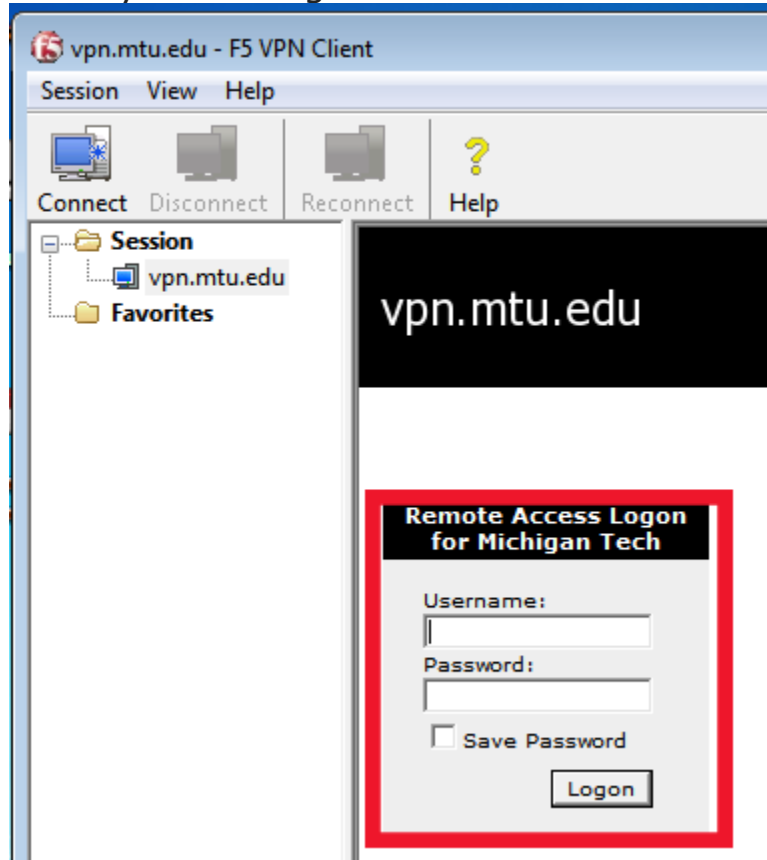 vpn.mtu.edu - F5 VPN Client
Session View Help
Connect Disconnect Reconnect Help
Session
vpn.mtu.edu
Favorites
vpn.mtu.edu
Remote Access Logon
for Michigan Tech
Username:
Password:
Save Password
Logon